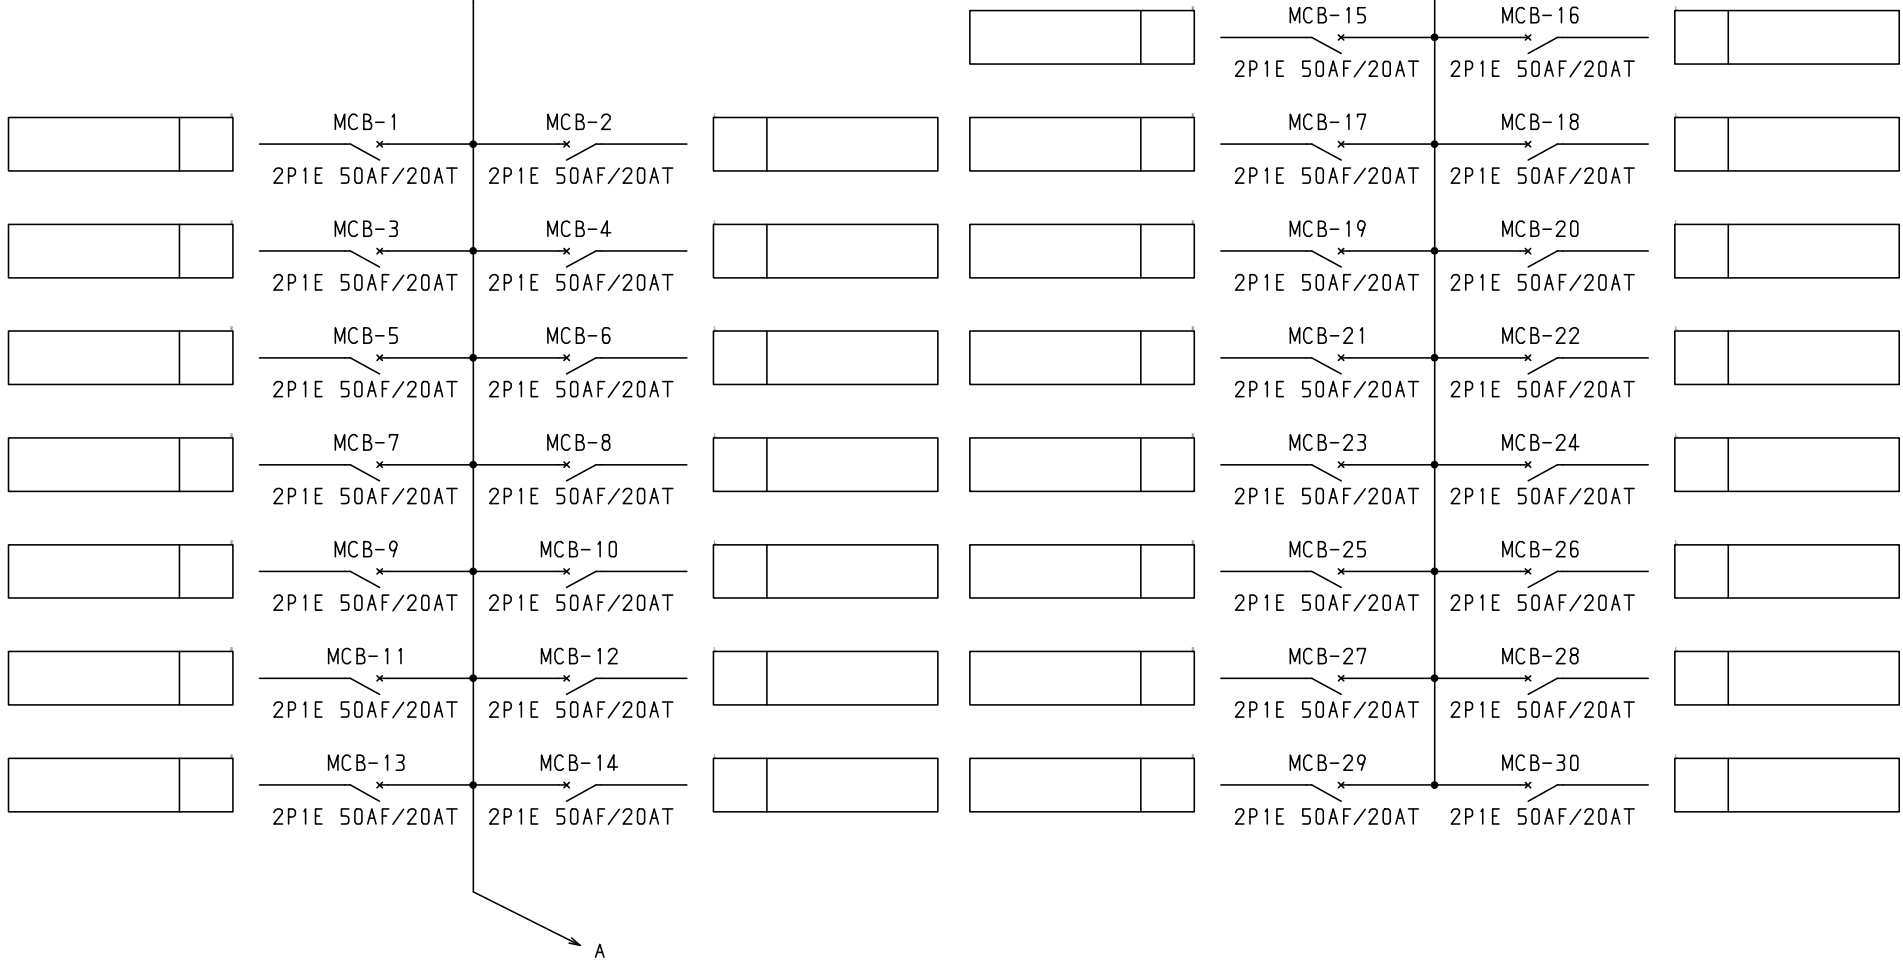 MCB-15 MCB-16
2P1E 50AF/20AT 2P1E 50AF/20AT
MCB-1 MCB-2 MCB-17 MCB-18
2P1E 50AF/20AT 2P1E 50AF/20AT 2P1E 50AF/20AT 2P1E 50AF/20AT
MCB-3 MCB-4 MCB-19 MCB-20
2P1E 50AF/20AT 2P1E 50AF/20AT 2P1E 50AF/20AT 2P1E 50AF/20AT
MCB-5 MCB-6 MCB-21 MCB-22
2P1E 50AF/20AT 2P1E 50AF/20AT 2P1E 50AF/20AT 2P1E 50AF/20AT
MCB-7 MCB-8 MCB-23 MCB-24
2P1E 50AF/20AT 2P1E 50AF/20AT 2P1E 50AF/20AT 2P1E 50AF/20AT
MCB-9 MCB-10 MCB-25 MCB-26
2P1E 50AF/20AT 2P1E 50AF/20AT 2P1E 50AF/20AT 2P1E 50AF/20AT
MCB-11 MCB-12 MCB-27 MCB-28
2P1E 50AF/20AT 2P1E 50AF/20AT 2P1E 50AF/20AT 2P1E 50AF/20AT
MCB-13 MCB-14 MCB-29 MCB-30
2P1E 50AF/20AT 2P1E 50AF/20AT 2P1E 50AF/20AT 2P1E 50AF/20AT
A